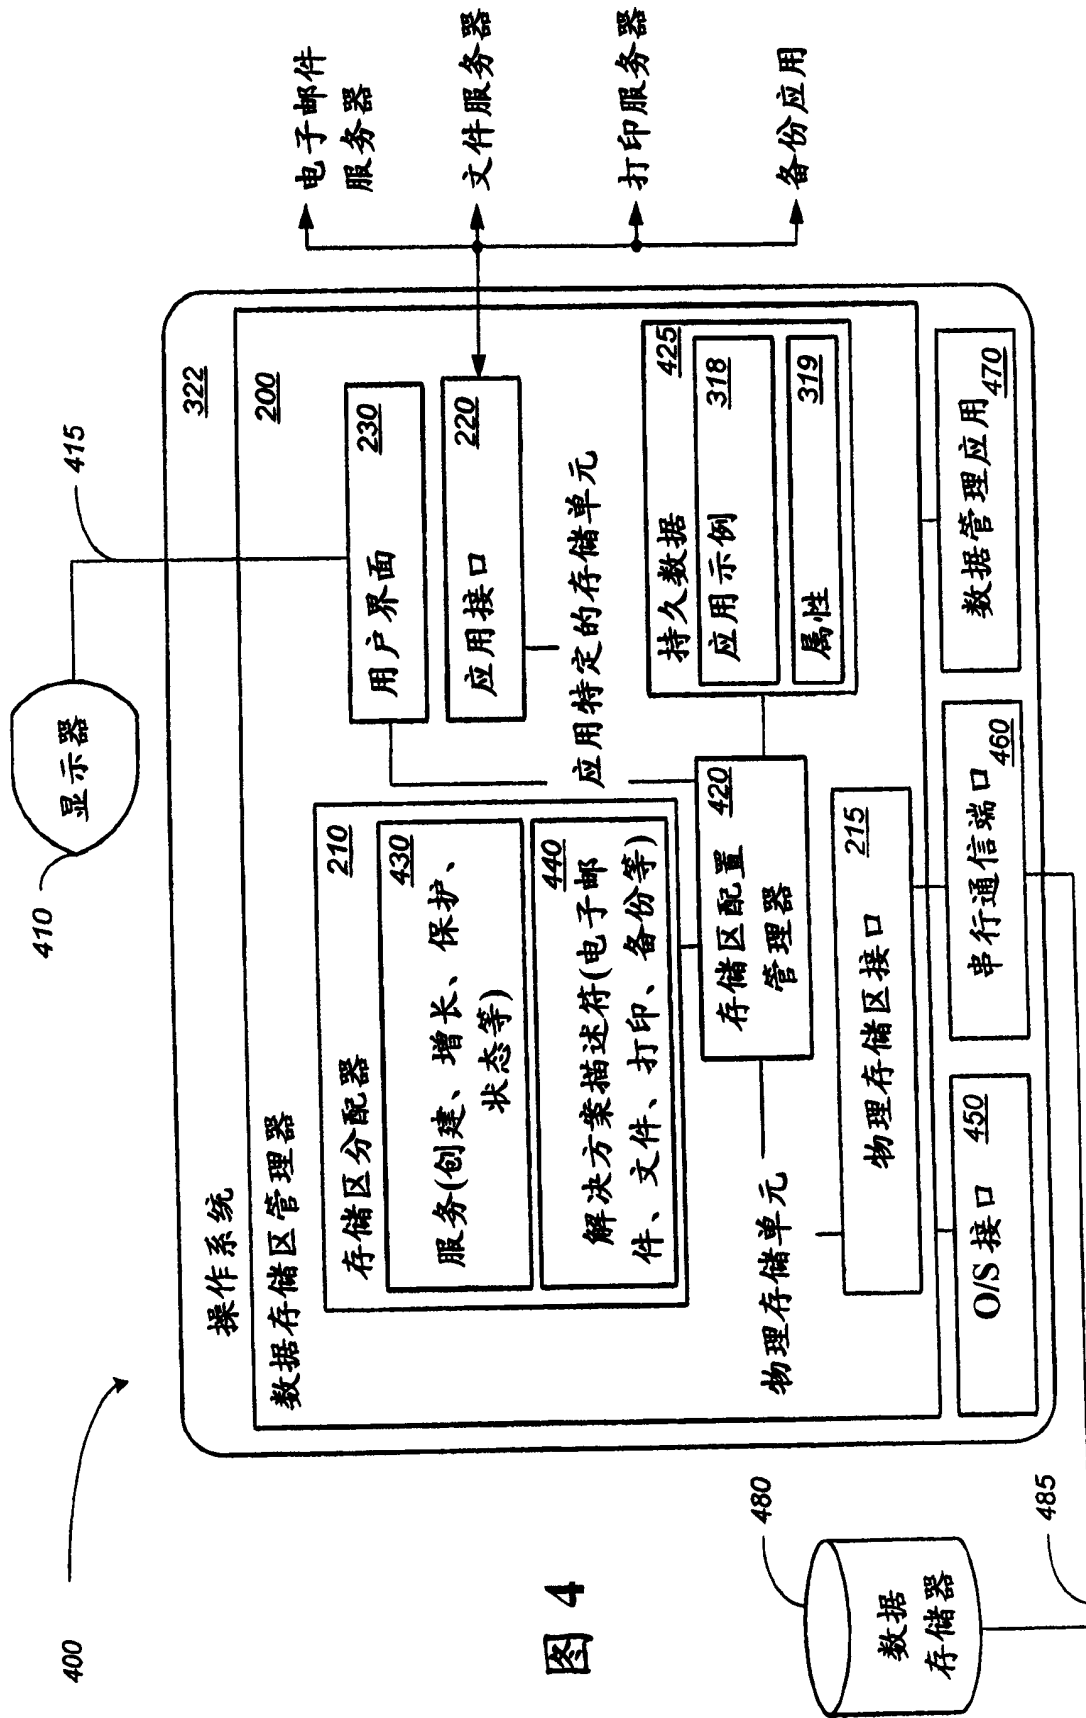 400
410
显示器
415
操作系统
322
数据存储区管理器
200
存储区分配器
210
服务(创建、增长、保护、
状态等)
430
解决方案描述符(电子邮
件、文件、打印、备份等)
440
用户界面
230
应用接口
220
应用特定的存储单元
存储区配置
管理器
420
持久数据
425
应用示例
318
属性
319
物理存储单元
物理存储区接口
215
O/S 接口
450
串行通信端口
460
数据管理应用
470
电子邮件
服务器
文件服务器
打印服务器
备份应用
480
数据
存储器
485
图 4